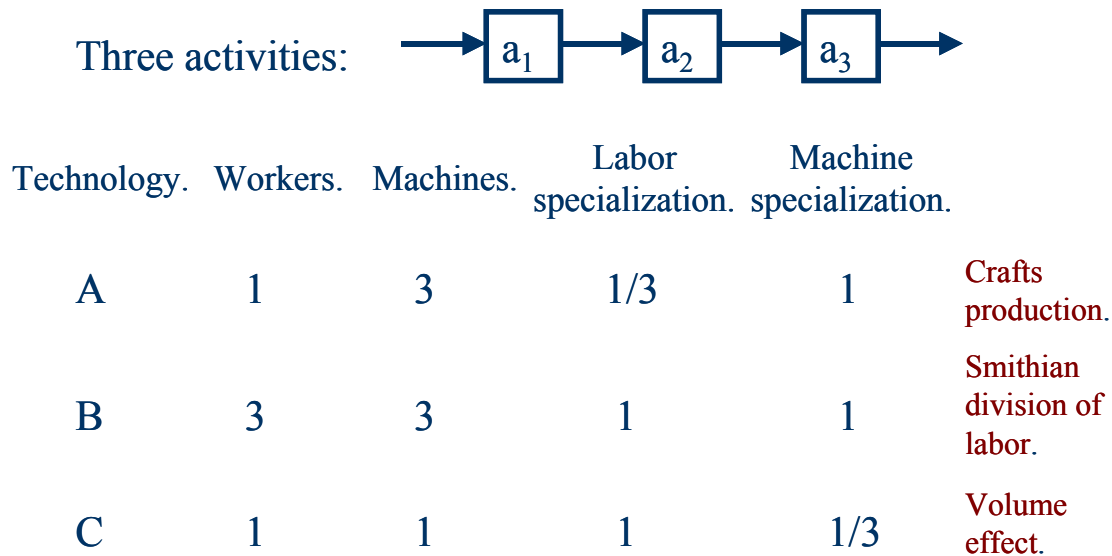 Three activities: a1 a2 a3
Technology. Workers. Machines. Labor specialization. Machine specialization.
A 1 3 1/3 1 Crafts production.
B 3 3 1 1 Smithian division of labor.
C 1 1 1 1/3 Volume effect.